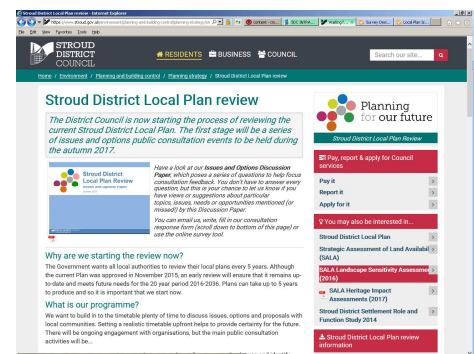 Stroud District Local Plan review - Internet Explorer
File Edit View Favorites Tools Help
STROUD
DISTRICT
COUNCIL
RESIDENTS BUSINESS COUNCIL
Search our site...
Home / Environment / Planning and building control / Planning strategy / Stroud District Local Plan review
Stroud District Local Plan review
The District Council is now starting the process of reviewing the
current Stroud District Local Plan. The first stage will be a series
of issues and options public consultation events to be held during
the autumn 2017.
Stroud District
Local Plan Review
Have a look at our Issues and Options Discussion
Paper, which poses a series of questions to help focus
consultation feedback. You don't have to answer every
question, but this is your chance to let us know if you
have views or suggestions about particular
topics, issues, needs or opportunities mentioned (or
missed!) by this Discussion Paper.
You can email us, write, fill in our consultation
response form (scroll down to bottom of this page) or
use the online survey tool.
Why are we starting the review now?
The Government wants all local authorities to review their local plans every 5 years. Although
the current Plan was approved in November 2015, an early review will ensure that it remains up-
to-date and meets future needs for the 20 year period 2016-2036. Plans can take up to 5 years
to produce and so it is important that we start now.
What is our programme?
We want to build in to the timetable plenty of time to discuss issues, options and proposals with
local communities. Setting a realistic timetable upfront helps to provide certainty for the future.
There will be ongoing engagement with organisations, but the main public consultation
activities will be...
Planning
for our future
Stroud District Local Plan Review
Pay, report & apply for Council
services
Pay it
Report it
Apply for it
You may also be interested in...
Stroud District Local Plan
Strategic Assessment of Land Availabili
(SALA)
SALA Landscape Sensitivity Assessmen
(2016)
SALA Heritage Impact
Assessments (2017)
Stroud District Settlement Role and
Function Study 2014
Stroud District Local Plan review
information